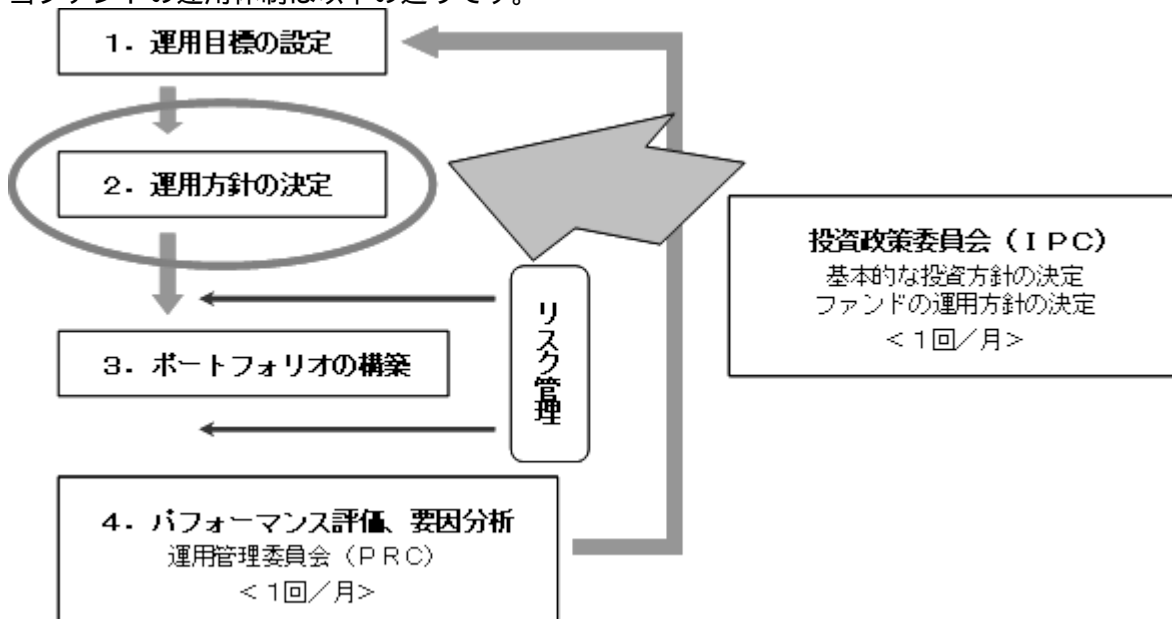 当ファンドの運用体制は以下の通りです。
1．運用目標の設定
2．運用方針の決定
投資政策委員会（ＩＰＣ）
基本的な投資方針の決定
ファンドの運用方針の決定
＜１回／月＞
リスク管理
3．ポートフォリオの構築
4．パフォーマンス評価、要因分析
運用管理委員会（ＰＲＣ）
＜１回／月＞